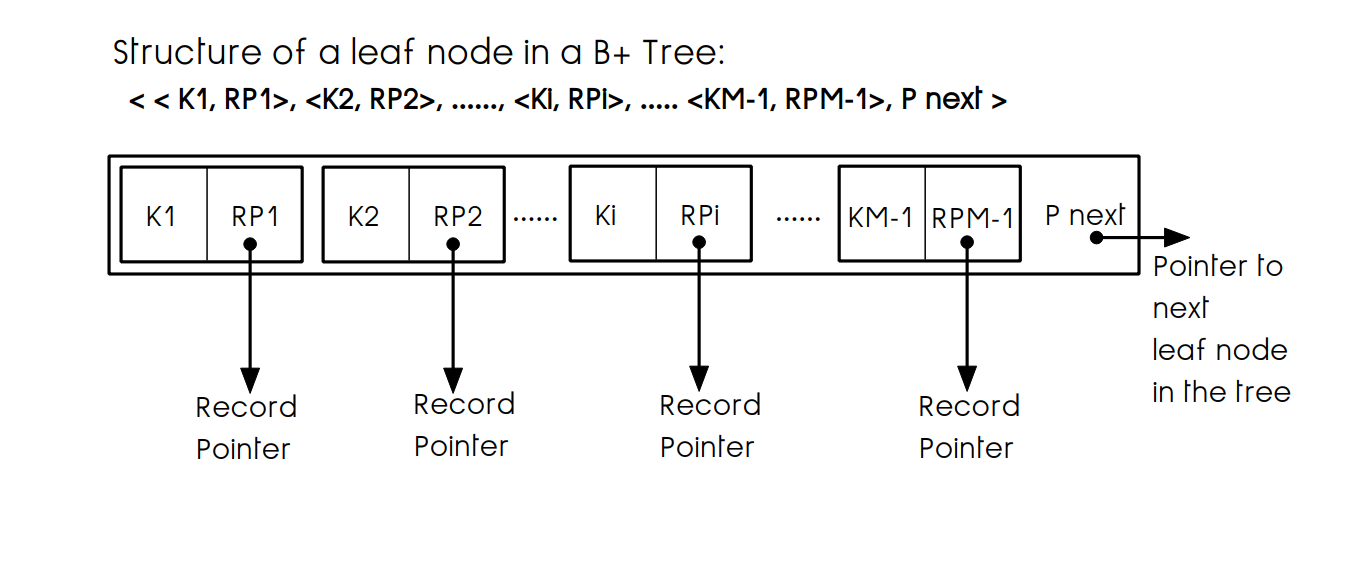 Structure of a leaf node in a B+ Tree:
< < K1, RP1>, <K2, RP2>, ......, <Ki, RPi>, ..... <KM-1, RPM-1>, P next >
K1 RP1 K2 RP2 ...... Ki RPi ...... KM-1 RPM-1 P next
Pointer to
next
leaf node
in the tree
Record
Pointer
Record
Pointer
Record
Pointer
Record
Pointer